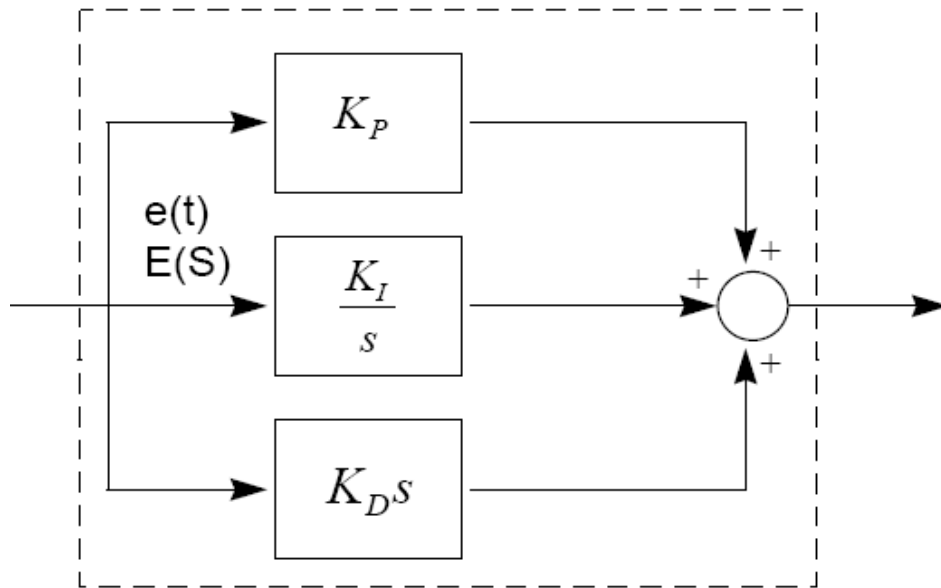 K_P
e(t)
E(S)
K_I
s
K_D s
+
+
+